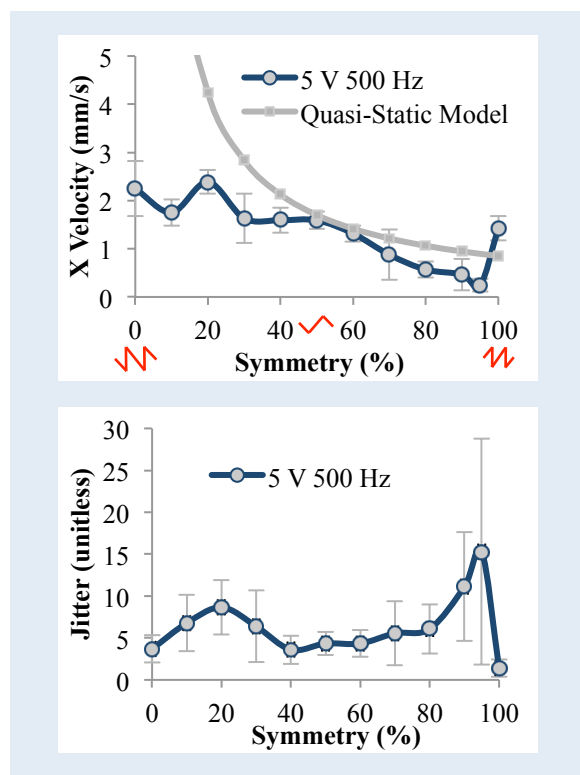 5
4
3
2
1
0
X Velocity (mm/s)
5 V 500 Hz
Quasi-Static Model
0 20 40 60 80 100
Symmetry (%)
30
25
20
15
10
5
0
Jitter (unitless)
5 V 500 Hz
0 20 40 60 80 100
Symmetry (%)